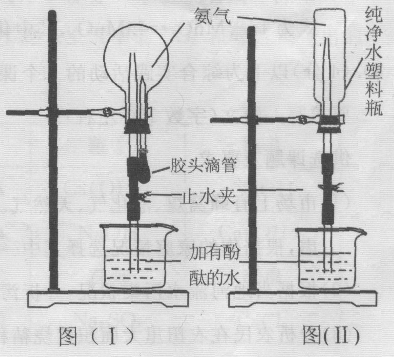 氨气
纯净水塑料瓶
胶头滴管
止水夹
加有酚
酞的水
图（Ⅰ）
图(Ⅱ)